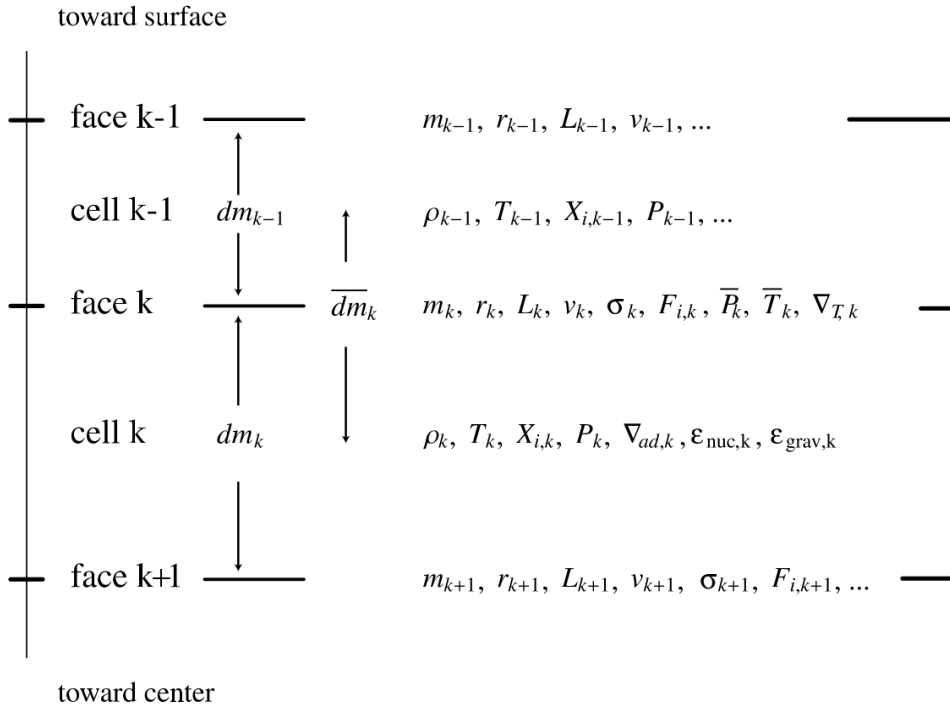 toward surface
face k-1 m_{k−1}, r_{k−1}, L_{k−1}, v_{k−1}, ...
cell k-1 dm_{k−1} ρ_{k−1}, T_{k−1}, X_{i,k−1}, P_{k−1}, ...
face k \overline{dm}_k m_k, r_k, L_k, v_k, σ_k, F_{i,k}, \overline{P}_k, \overline{T}_k, ∇_{T,k}
cell k dm_k ρ_k, T_k, X_{i,k}, P_k, ∇_{ad,k}, ε_{nuc,k}, ε_{grav,k}
face k+1 m_{k+1}, r_{k+1}, L_{k+1}, v_{k+1}, σ_{k+1}, F_{i,k+1}, ...
toward center